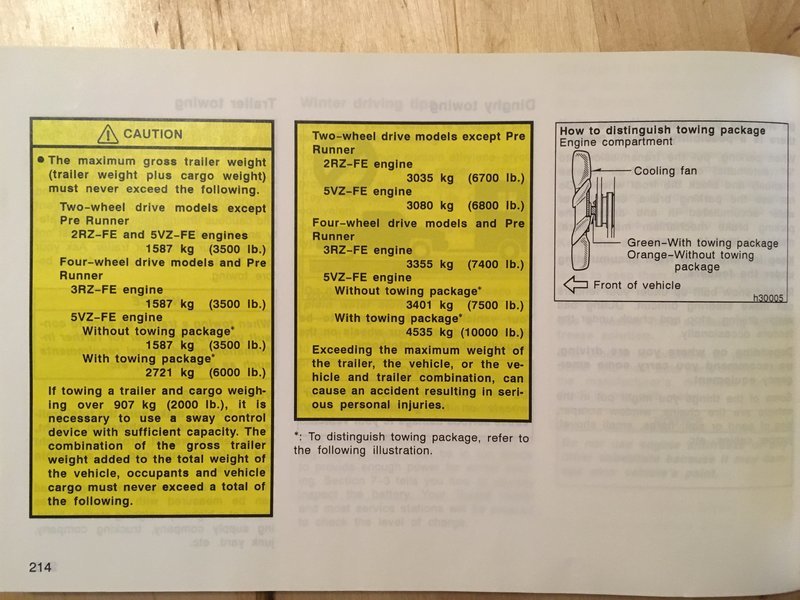 CAUTION
● The maximum gross trailer weight
(trailer weight plus cargo weight)
must never exceed the following.
Two-wheel drive models except
Pre Runner
2RZ-FE and 5VZ-FE engines
1587 kg (3500 lb.)
Four-wheel drive models and Pre
Runner
3RZ-FE engine
1587 kg (3500 lb.)
5VZ-FE engine
Without towing package*
1587 kg (3500 lb.)
With towing package*
2721 kg (6000 lb.)
If towing a trailer and cargo weigh-
ing over 907 kg (2000 lb.), it is
necessary to use a sway control
device with sufficient capacity. The
combination of the gross trailer
weight added to the total weight of
the vehicle, occupants and vehicle
cargo must never exceed a total of
the following.
Two-wheel drive models except Pre
Runner
2RZ-FE engine
3035 kg (6700 lb.)
5VZ-FE engine
3080 kg (6800 lb.)
Four-wheel drive models and Pre
Runner
3RZ-FE engine
3355 kg (7400 lb.)
5VZ-FE engine
Without towing package*
3401 kg (7500 lb.)
With towing package*
4535 kg (10000 lb.)
Exceeding the maximum weight of
the trailer, the vehicle, or the ve-
hicle and trailer combination, can
cause an accident resulting in seri-
ous personal injuries.
*: To distinguish towing package, refer to
the following illustration.
How to distinguish towing package
Engine compartment
Cooling fan
Green-With towing package
Orange-Without towing
package
Front of vehicle
h30005
214